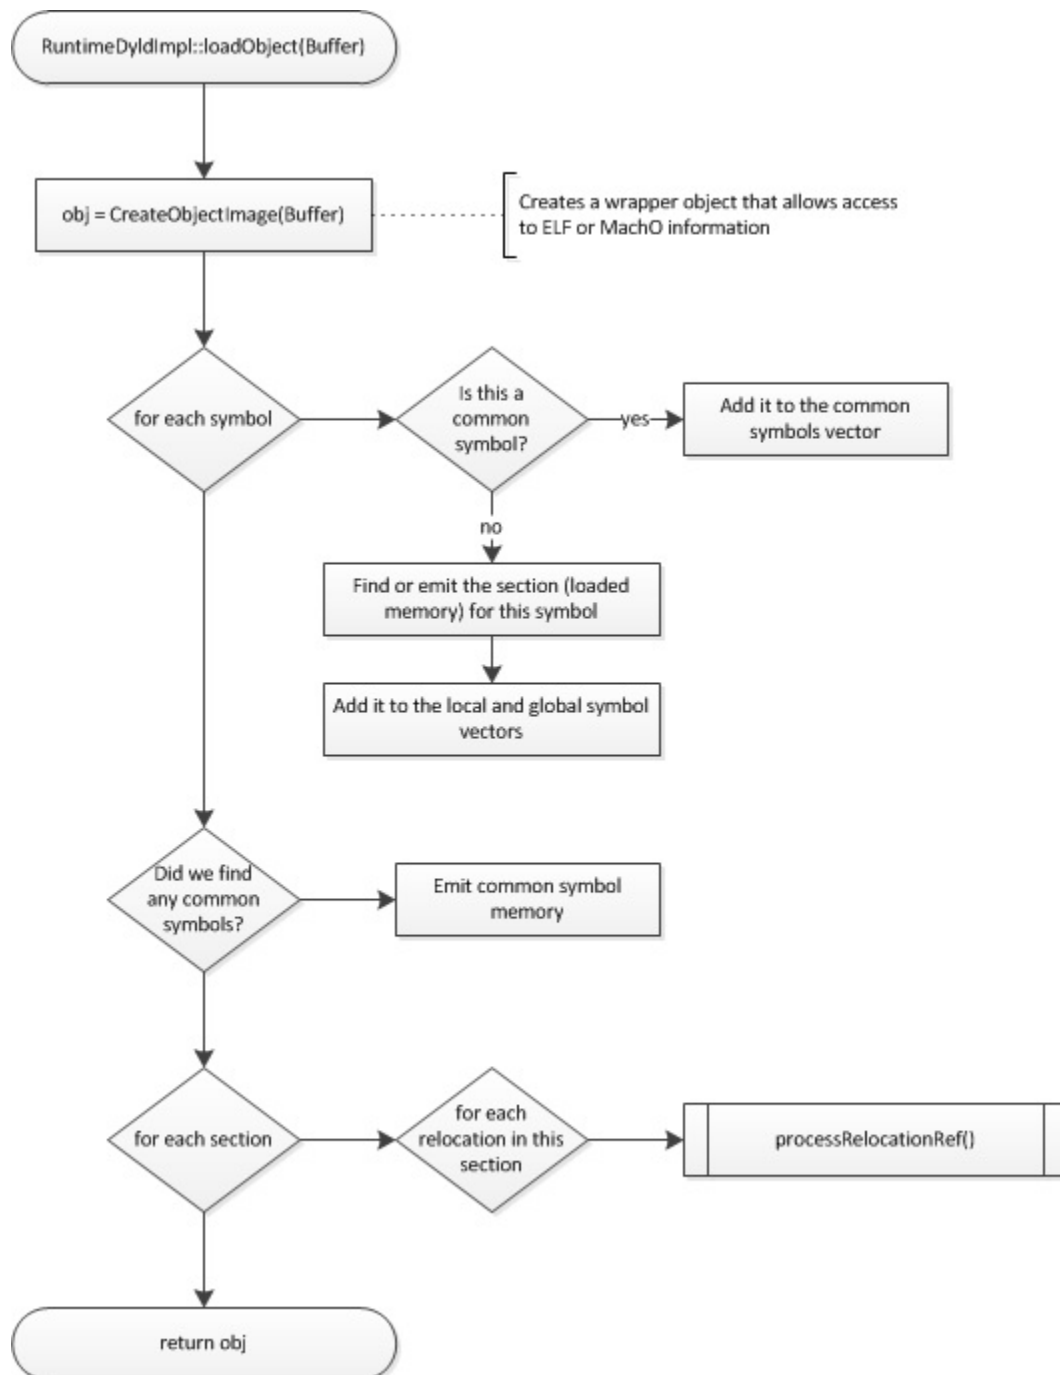 RuntimeDyldImpl::loadObject(Buffer)
obj = CreateObjectImage(Buffer)
Creates a wrapper object that allows access
to ELF or MachO information
for each symbol
Is this a
common
symbol?
yes
Add it to the common
symbols vector
no
Find or emit the section (loaded
memory) for this symbol
Add it to the local and global symbol
vectors
Did we find
any common
symbols?
Emit common symbol
memory
for each section
for each
relocation in this
section
processRelocationRef()
return obj